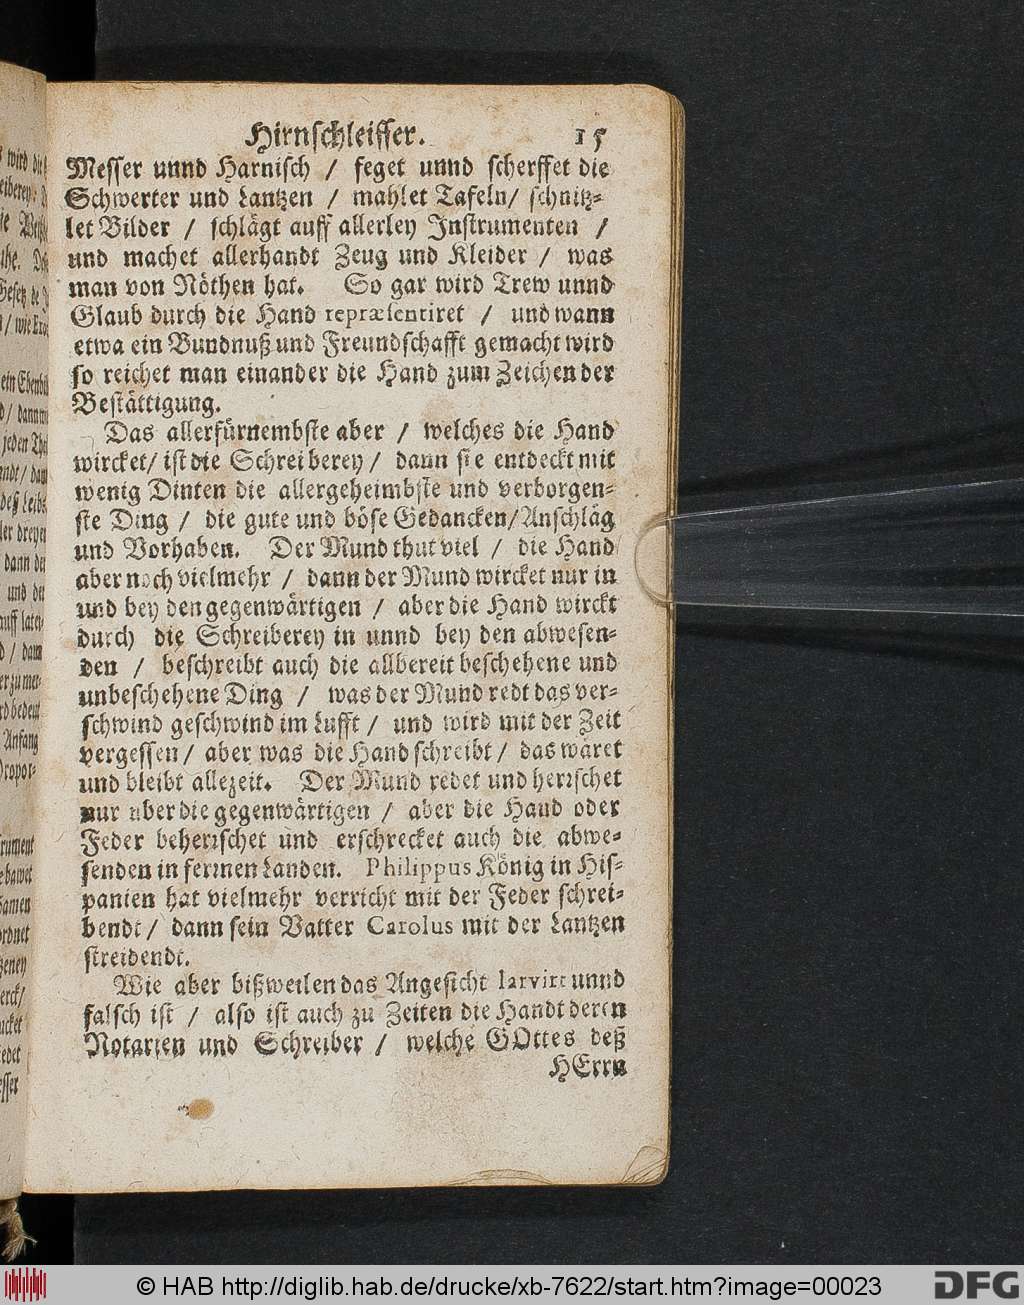 Hirnschleiffer. 15
Messer unnd Harnisch / feget unnd scherffet die
Schwerter und Lantzen / mahlet Tafeln / schnitz-
let Bilder / schlägt auff allerley Instrumenten /
und machet allerhandt Zeug und Kleider / was
man von Nöthen hat. So gar wird Trew unnd
Glaub durch die Hand repræsentiret / und wann
etwa ein Bundnuß und Freundschafft gemacht wird
so reichet man einander die Hand zum Zeichen der
Bestättigung.
Das allerfürnembste aber / welches die Hand
wircket / ist die Schreiberey / dann sie entdeckt mit
wenig Dinten die allergeheimbste und verborgen-
ste Ding / die gute und böse Gedancken / Anschläg
und Vorhaben. Der Mund thut viel / die Hand
aber noch vielmehr / dann der Mund wircket nur in
und bey den gegenwärtigen / aber die Hand wirckt
durch die Schreiberey in unnd bey den abwesen-
den / beschreibt auch die allbereit beschehene und
unbeschehene Ding / was der Mund redt das ver-
schwind geschwind im Lufft / und wird mit der Zeit
vergessen / aber was die Hand schreibt / das wäret
und bleibt allezeit. Der Mund redet und herrschet
nur uber die gegenwärtigen / aber die Hand oder
Feder beherrschet und erschrecket auch die abwe-
senden in fernen Landen. Philippus König in His-
panien hat vielmehr verricht mit der Feder schrei-
bendt / dann sein Vatter Carolus mit der Lantzen
streidendt.
Wie aber bißweilen das Angesicht larvirt unnd
falsch ist / also ist auch zu Zeiten die Handt deren
Notarien und Schreiber / welche GOttes deß
HErrn
© HAB http://diglib.hab.de/drucke/xb-7622/start.htm?image=00023
DFG